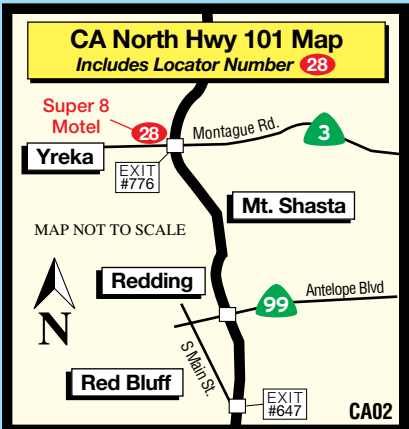 CA North Hwy 101 Map
Includes Locator Number 28
Super 8
Motel
28
Montague Rd.
3
Yreka
EXIT
#776
Mt. Shasta
MAP NOT TO SCALE
Redding
99
Antelope Blvd
N
S Main St.
Red Bluff
EXIT
#647
CA02